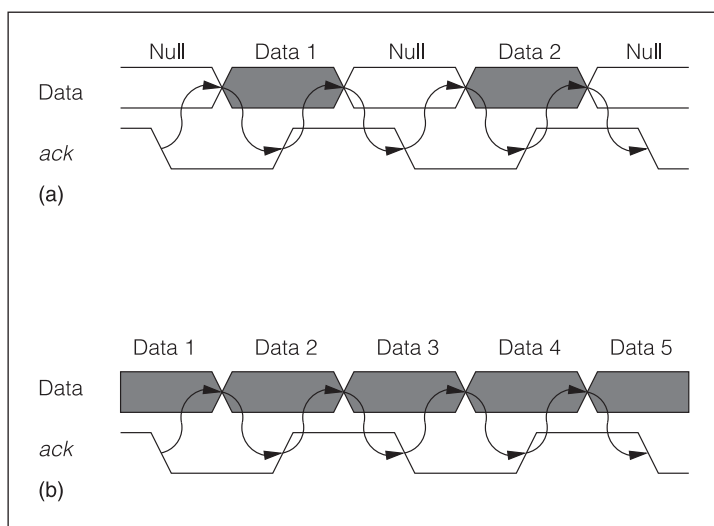 Null Data 1 Null Data 2 Null
Data
ack
(a)
Data 1 Data 2 Data 3 Data 4 Data 5
Data
ack
(b)